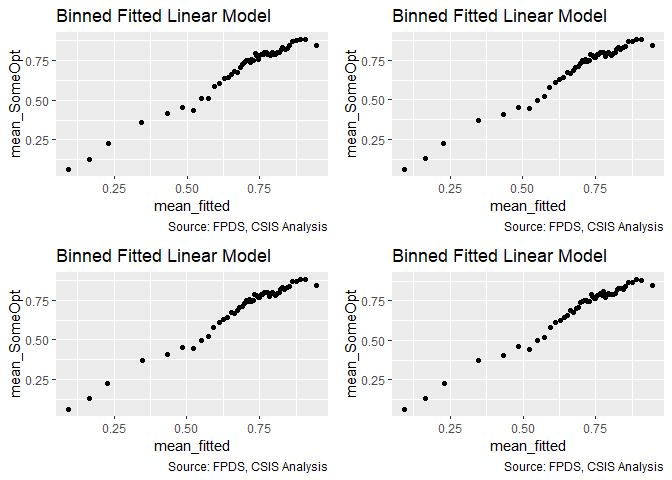 Binned Fitted Linear Model
mean_SomeOpt
0.75
0.50
0.25
0.25 0.50 0.75
mean_fitted
Source: FPDS, CSIS Analysis
Binned Fitted Linear Model
mean_SomeOpt
0.75
0.50
0.25
0.25 0.50 0.75
mean_fitted
Source: FPDS, CSIS Analysis
Binned Fitted Linear Model
mean_SomeOpt
0.75
0.50
0.25
0.25 0.50 0.75
mean_fitted
Source: FPDS, CSIS Analysis
Binned Fitted Linear Model
mean_SomeOpt
0.75
0.50
0.25
0.25 0.50 0.75
mean_fitted
Source: FPDS, CSIS Analysis